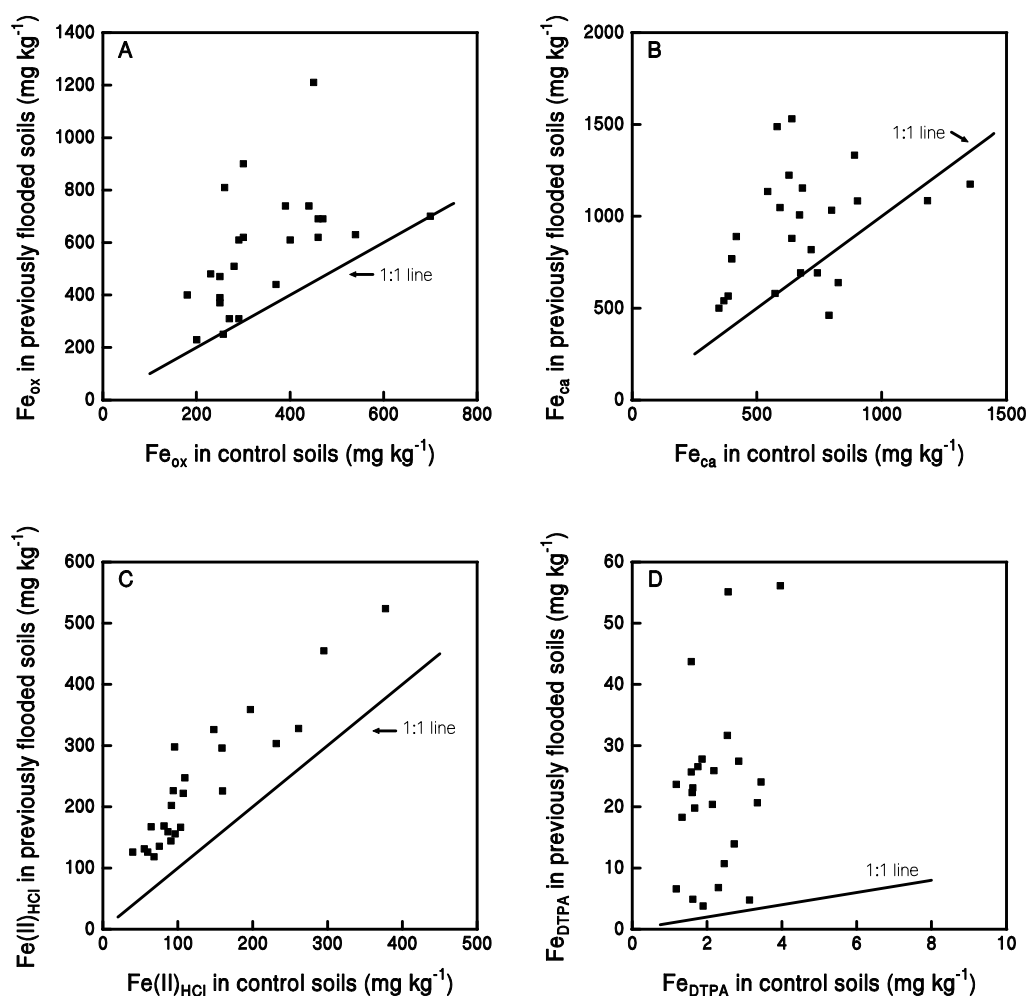 A
Fe_ox in previously flooded soils (mg kg⁻¹)
1400
1200
1000
800
600
400
200
0
1:1 line
0 200 400 600 800
Fe_ox in control soils (mg kg⁻¹)
B
Fe_ca in previously flooded soils (mg kg⁻¹)
2000
1500
1000
500
0
1:1 line
0 500 1000 1500
Fe_ca in control soils (mg kg⁻¹)
C
Fe(II)_HCl in previously flooded soils (mg kg⁻¹)
600
500
400
300
200
100
0
1:1 line
0 100 200 300 400 500
Fe(II)_HCl in control soils (mg kg⁻¹)
D
Fe_DTPA in previously flooded soils (mg kg⁻¹)
60
50
40
30
20
10
0
1:1 line
0 2 4 6 8 10
Fe_DTPA in control soils (mg kg⁻¹)